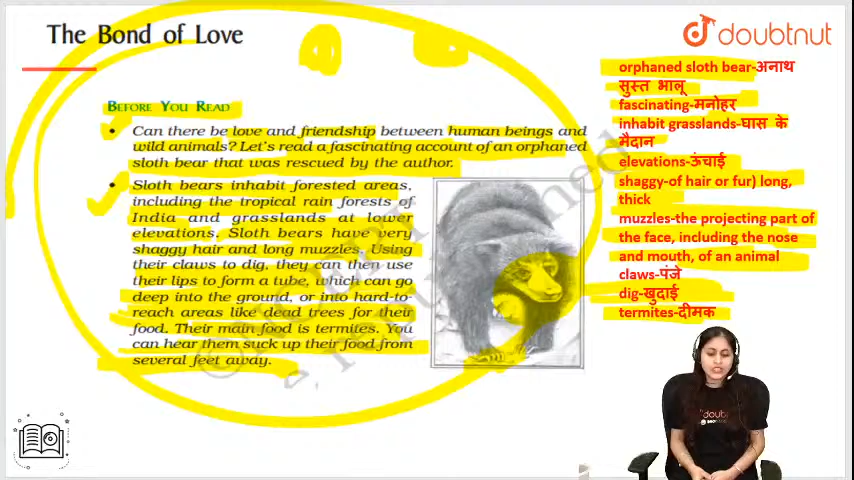 The Bond of Love
doubtnut
BEFORE YOU READ
• Can there be love and friendship between human beings and
wild animals? Let's read a fascinating account of an orphaned
sloth bear that was rescued by the author.
• Sloth bears inhabit forested areas,
including the tropical rain forests of
India and grasslands at lower
elevations. Sloth bears have very
shaggy hair and long muzzles. Using
their claws to dig, they can then use
their lips to form a tube, which can go
deep into the ground, or into hard-to-
reach areas like dead trees for their
food. Their main food is termites. You
can hear them suck up their food from
several feet away.
orphaned sloth bear-अनाथ
सुस्त भालू
fascinating-मनोहर
inhabit grasslands-घास के
मैदान
elevations-ऊंचाई
shaggy-of hair or fur) long,
thick
muzzles-the projecting part of
the face, including the nose
and mouth, of an animal
claws-पंजे
dig-खुदाई
termites-दीमक
doubt